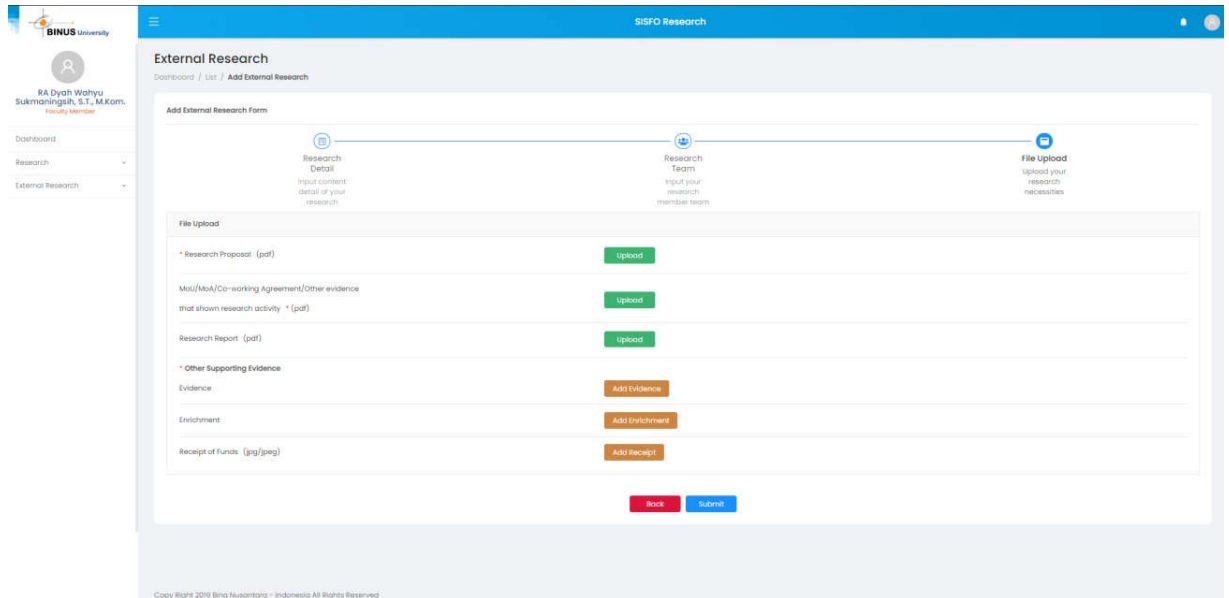 BINUS University
SISFO Research
RA Dyah Wahyu
Sukmaningsih, S.T., M.Kom.
Faculty Member
Dashboard
Research
External Research
External Research
Dashboard / List / Add External Research
Add External Research Form
Research
Detail
Input content
detail of your
research
Research
Team
Input your
research
member team
File Upload
Upload your
research
necessities
File Upload
* Research Proposal (pdf)
Upload
MoU/MoA/Co-working Agreement/Other evidence
that shown research activity * (pdf)
Upload
Research Report (pdf)
Upload
* Other Supporting Evidence
Evidence
Add Evidence
Enrichment
Add Enrichment
Receipt of Funds (jpg/jpeg)
Add Receipt
Back
Submit
Copy Right 2019 Bina Nusantara - Indonesia All Rights Reserved